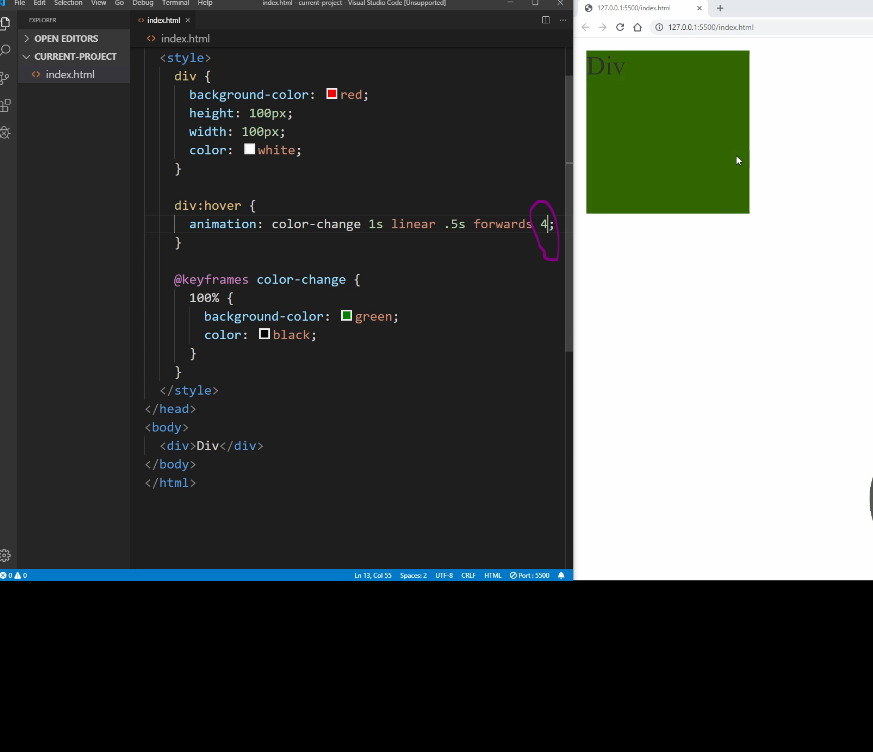 File Edit Selection View Go Debug Terminal Help index.html - current-project - Visual Studio Code [Unsupported]
127.0.0.1:5500/index.html
EXPLORER
index.html
127.0.0.1:5500/index.html
OPEN EDITORS
index.html
CURRENT-PROJECT
index.html
<style>
div {
background-color: red;
height: 100px;
width: 100px;
color: white;
}
div:hover {
animation: color-change 1s linear .5s forwards 4;
}
@keyframes color-change {
100% {
background-color: green;
color: black;
}
}
</style>
</head>
<body>
<div>Div</div>
</body>
</html>
Div
0 0
Ln 13, Col 55 Spaces: 2 UTF-8 CRLF HTML Port : 5500